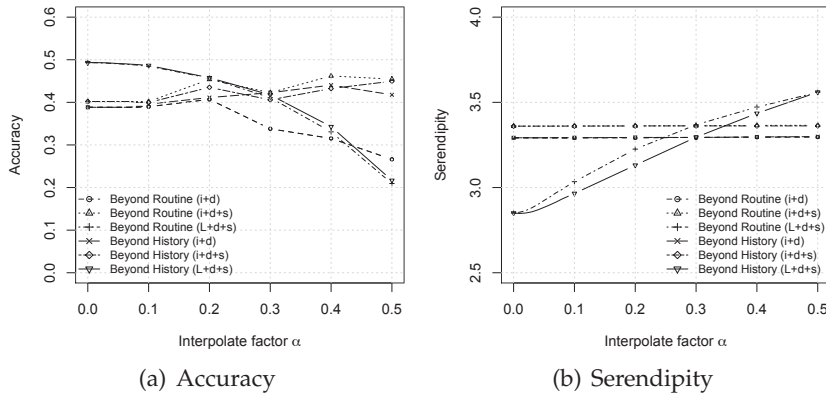 0.6
0.5
0.4
0.3
0.2
0.1
0.0
Accuracy
Beyond Routine (i+d)
Beyond Routine (i+d+s)
Beyond Routine (L+d+s)
Beyond History (i+d)
Beyond History (i+d+s)
Beyond History (L+d+s)
0.0 0.1 0.2 0.3 0.4 0.5
Interpolate factor α
(a) Accuracy
4.0
3.5
3.0
2.5
Serendipity
Beyond Routine (i+d)
Beyond Routine (i+d+s)
Beyond Routine (L+d+s)
Beyond History (i+d)
Beyond History (i+d+s)
Beyond History (L+d+s)
0.0 0.1 0.2 0.3 0.4 0.5
Interpolate factor α
(b) Serendipity